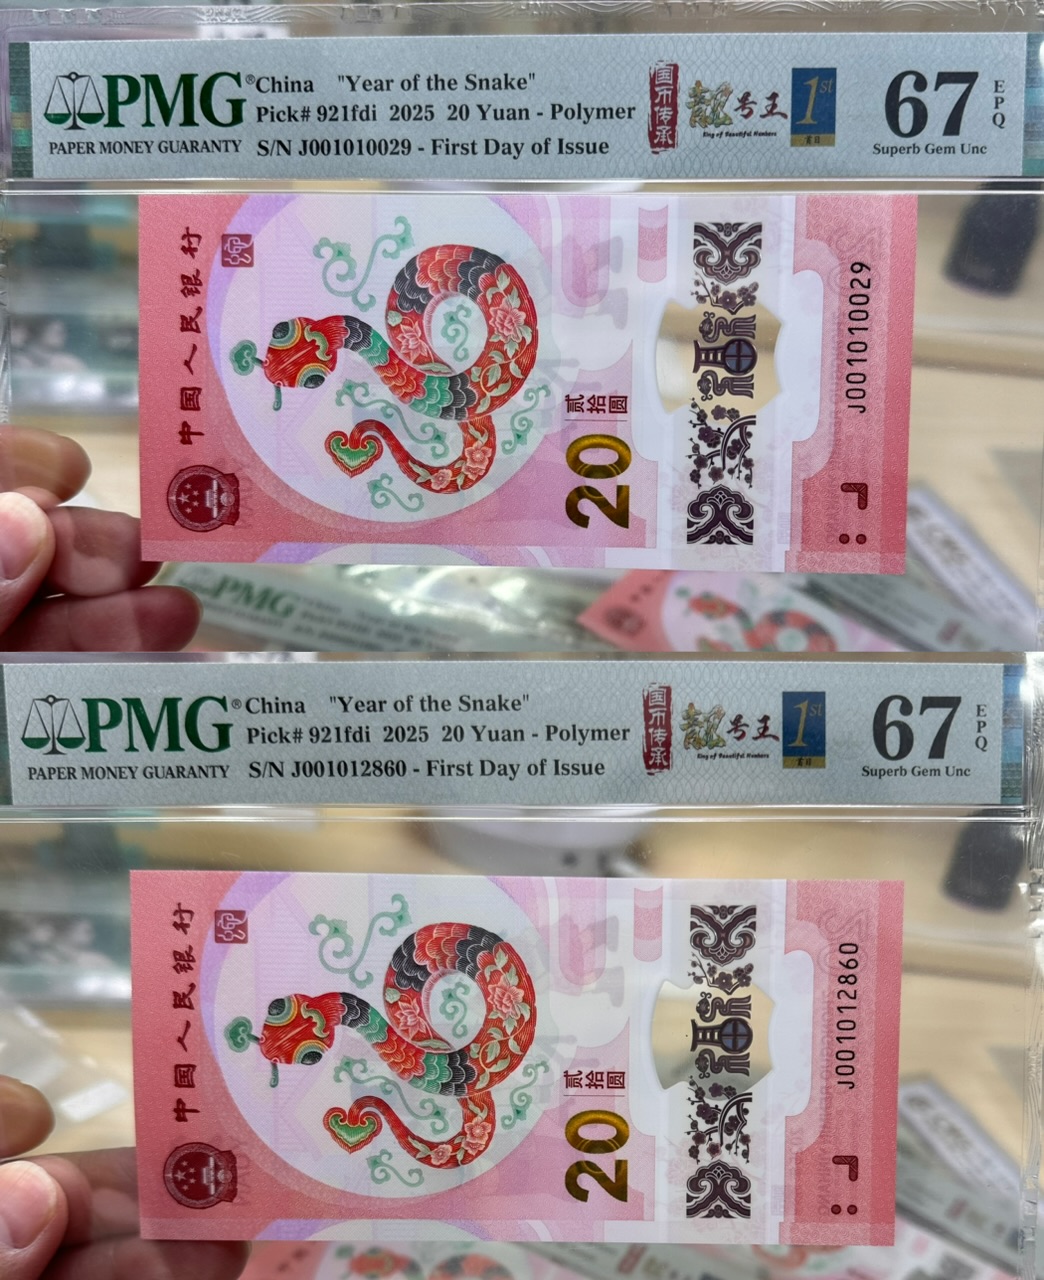 PMG® China "Year of the Snake"
Pick# 921fdi 2025 20 Yuan - Polymer
PAPER MONEY GUARANTY S/N J001010029 - First Day of Issue
国币传承
靓号王
King of Beautiful Numbers
1st
首日
67 EPQ
Superb Gem Unc
中国人民银行
贰拾圆
20
J001010029
PMG
PMG® China "Year of the Snake"
Pick# 921fdi 2025 20 Yuan - Polymer
PAPER MONEY GUARANTY S/N J001012860 - First Day of Issue
国币传承
靓号王
King of Beautiful Numbers
1st
首日
67 EPQ
Superb Gem Unc
中国人民银行
贰拾圆
20
J001012860